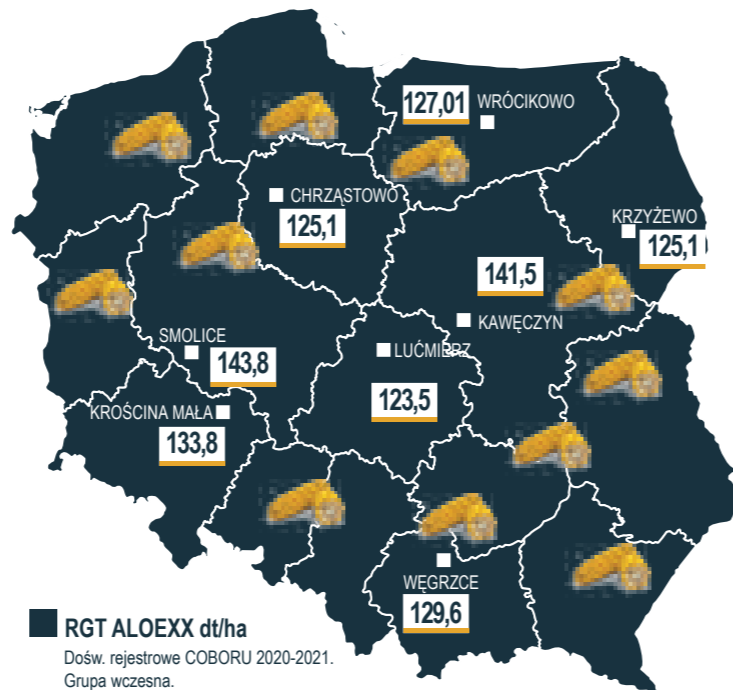 127,01
WRÓCIKOWO
CHRZĄSTOWO
125,1
KRZYŻEWO
125,1
141,5
KAWĘCZYN
SMOLICE
143,8
LUĆMIERZ
123,5
KROŚCINA MAŁA
133,8
WĘGRZCE
129,6
RGT ALOEXX dt/ha
Dośw. rejestrowe COBORU 2020-2021.
Grupa wczesna.